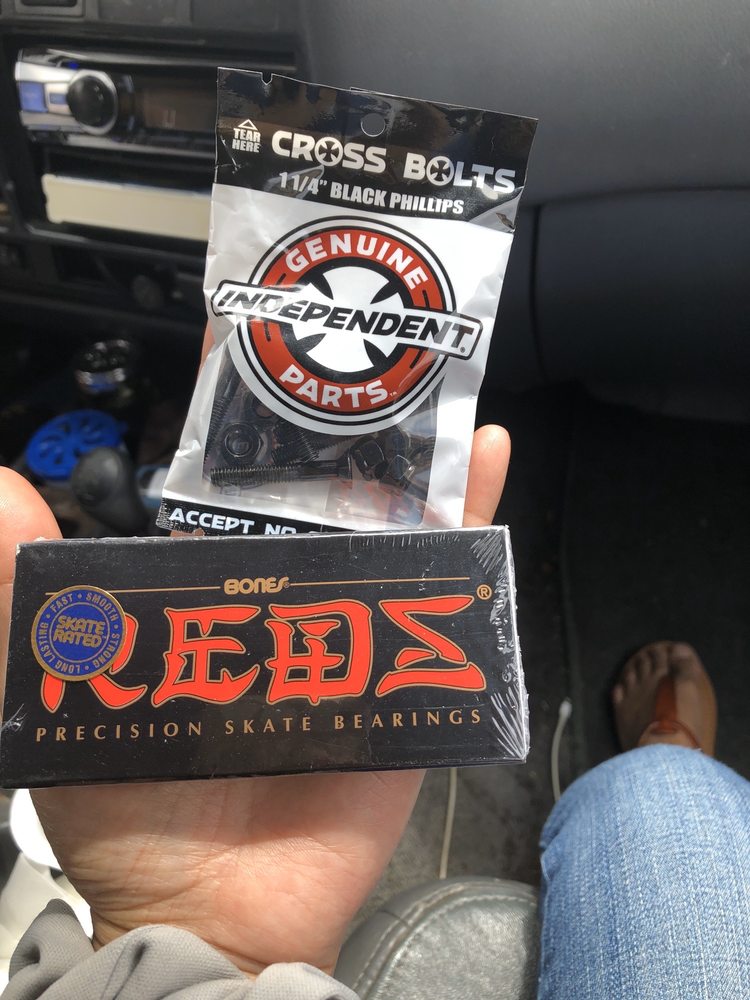 TEAR
HERE
CROSS BOLTS
1 1/4" BLACK PHILLIPS
GENUINE
INDEPENDENT®
PARTS™
ACCEPT NO
BONES®
REDS®
PRECISION SKATE BEARINGS
FAST • SMOOTH • STRONG • LONG LASTING •
SKATE
RATED